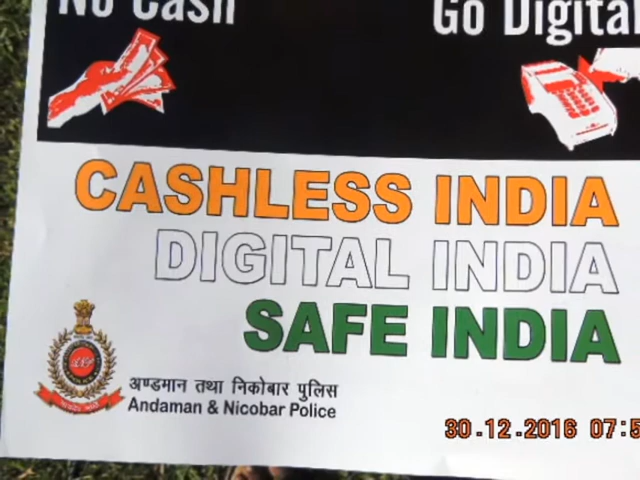 No Cash
Go Digital
CASHLESS INDIA
DIGITAL INDIA
SAFE INDIA
अण्डमान तथा निकोबार पुलिस
Andaman & Nicobar Police
30.12.2016 07:5